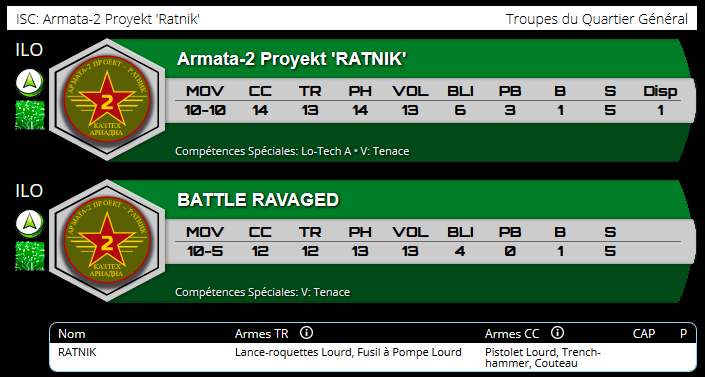 ISC: Armata-2 Proyekt 'Ratnik' Troupes du Quartier Général
ILO
Armata-2 Proyekt 'RATNIK'
MOV CC TR PH VOL BLI PB B S Disp
10-10 14 13 14 13 6 3 1 5 1
АРМАТА-2 ПРОЕКТ - РАТНИК
2
КАЗТЕХ
АРИАДНА
Compétences Spéciales: Lo-Tech A • V: Tenace
ILO
BATTLE RAVAGED
MOV CC TR PH VOL BLI PB B S
10-5 12 12 13 13 4 0 1 5
АРМАТА-2 ПРОЕКТ - РАТНИК
2
КАЗТЕХ
АРИАДНА
Compétences Spéciales: V: Tenace
Nom Armes TR Armes CC CAP P
RATNIK Lance-roquettes Lourd, Fusil à Pompe Lourd Pistolet Lourd, Trench-
hammer, Couteau